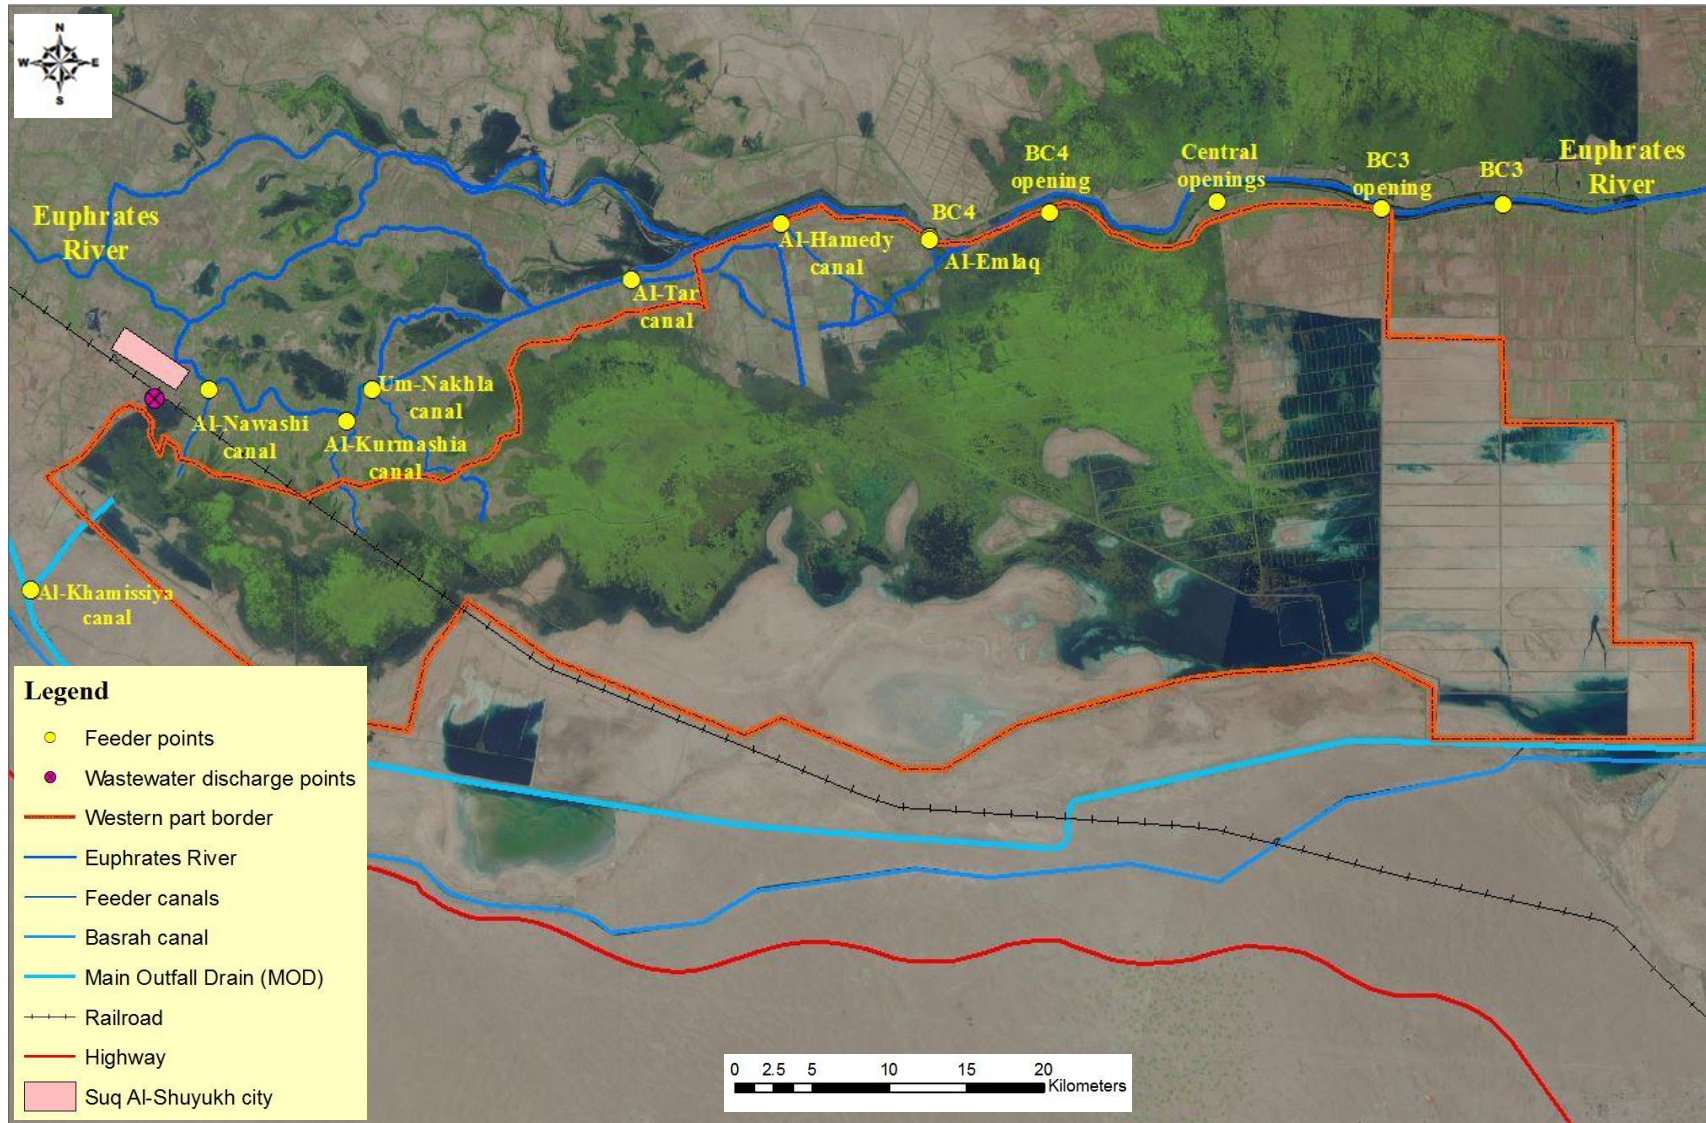 N
W E
S
Euphrates
River
BC4
opening
Central
openings
BC3
opening
BC3
Euphrates
River
BC4
Al-Hamedy
canal
Al-Emlaq
Al-Tar
canal
Um-Nakhla
canal
Al-Nawashi
canal
Al-Kurmashia
canal
Al-Khamissiya
canal
Legend
Feeder points
Wastewater discharge points
Western part border
Euphrates River
Feeder canals
Basrah canal
Main Outfall Drain (MOD)
Railroad
Highway
Suq Al-Shuyukh city
0 2.5 5 10 15 20
Kilometers